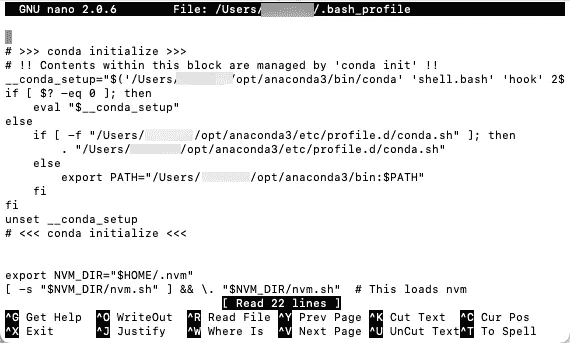 GNU nano 2.0.6 File: /Users/ /.bash_profile
# >>> conda initialize >>>
# !! Contents within this block are managed by 'conda init' !!
__conda_setup="$('/Users/ /opt/anaconda3/bin/conda' 'shell.bash' 'hook' 2$
if [ $? -eq 0 ]; then
    eval "$__conda_setup"
else
    if [ -f "/Users/ /opt/anaconda3/etc/profile.d/conda.sh" ]; then
        . "/Users/ /opt/anaconda3/etc/profile.d/conda.sh"
    else
        export PATH="/Users/ /opt/anaconda3/bin:$PATH"
    fi
fi
unset __conda_setup
# <<< conda initialize <<<
export NVM_DIR="$HOME/.nvm"
[ -s "$NVM_DIR/nvm.sh" ] && \. "$NVM_DIR/nvm.sh"  # This loads nvm
[ Read 22 lines ]
^G Get Help ^O WriteOut ^R Read File ^Y Prev Page ^K Cut Text ^C Cur Pos
^X Exit ^J Justify ^W Where Is ^V Next Page ^U UnCut Text ^T To Spell